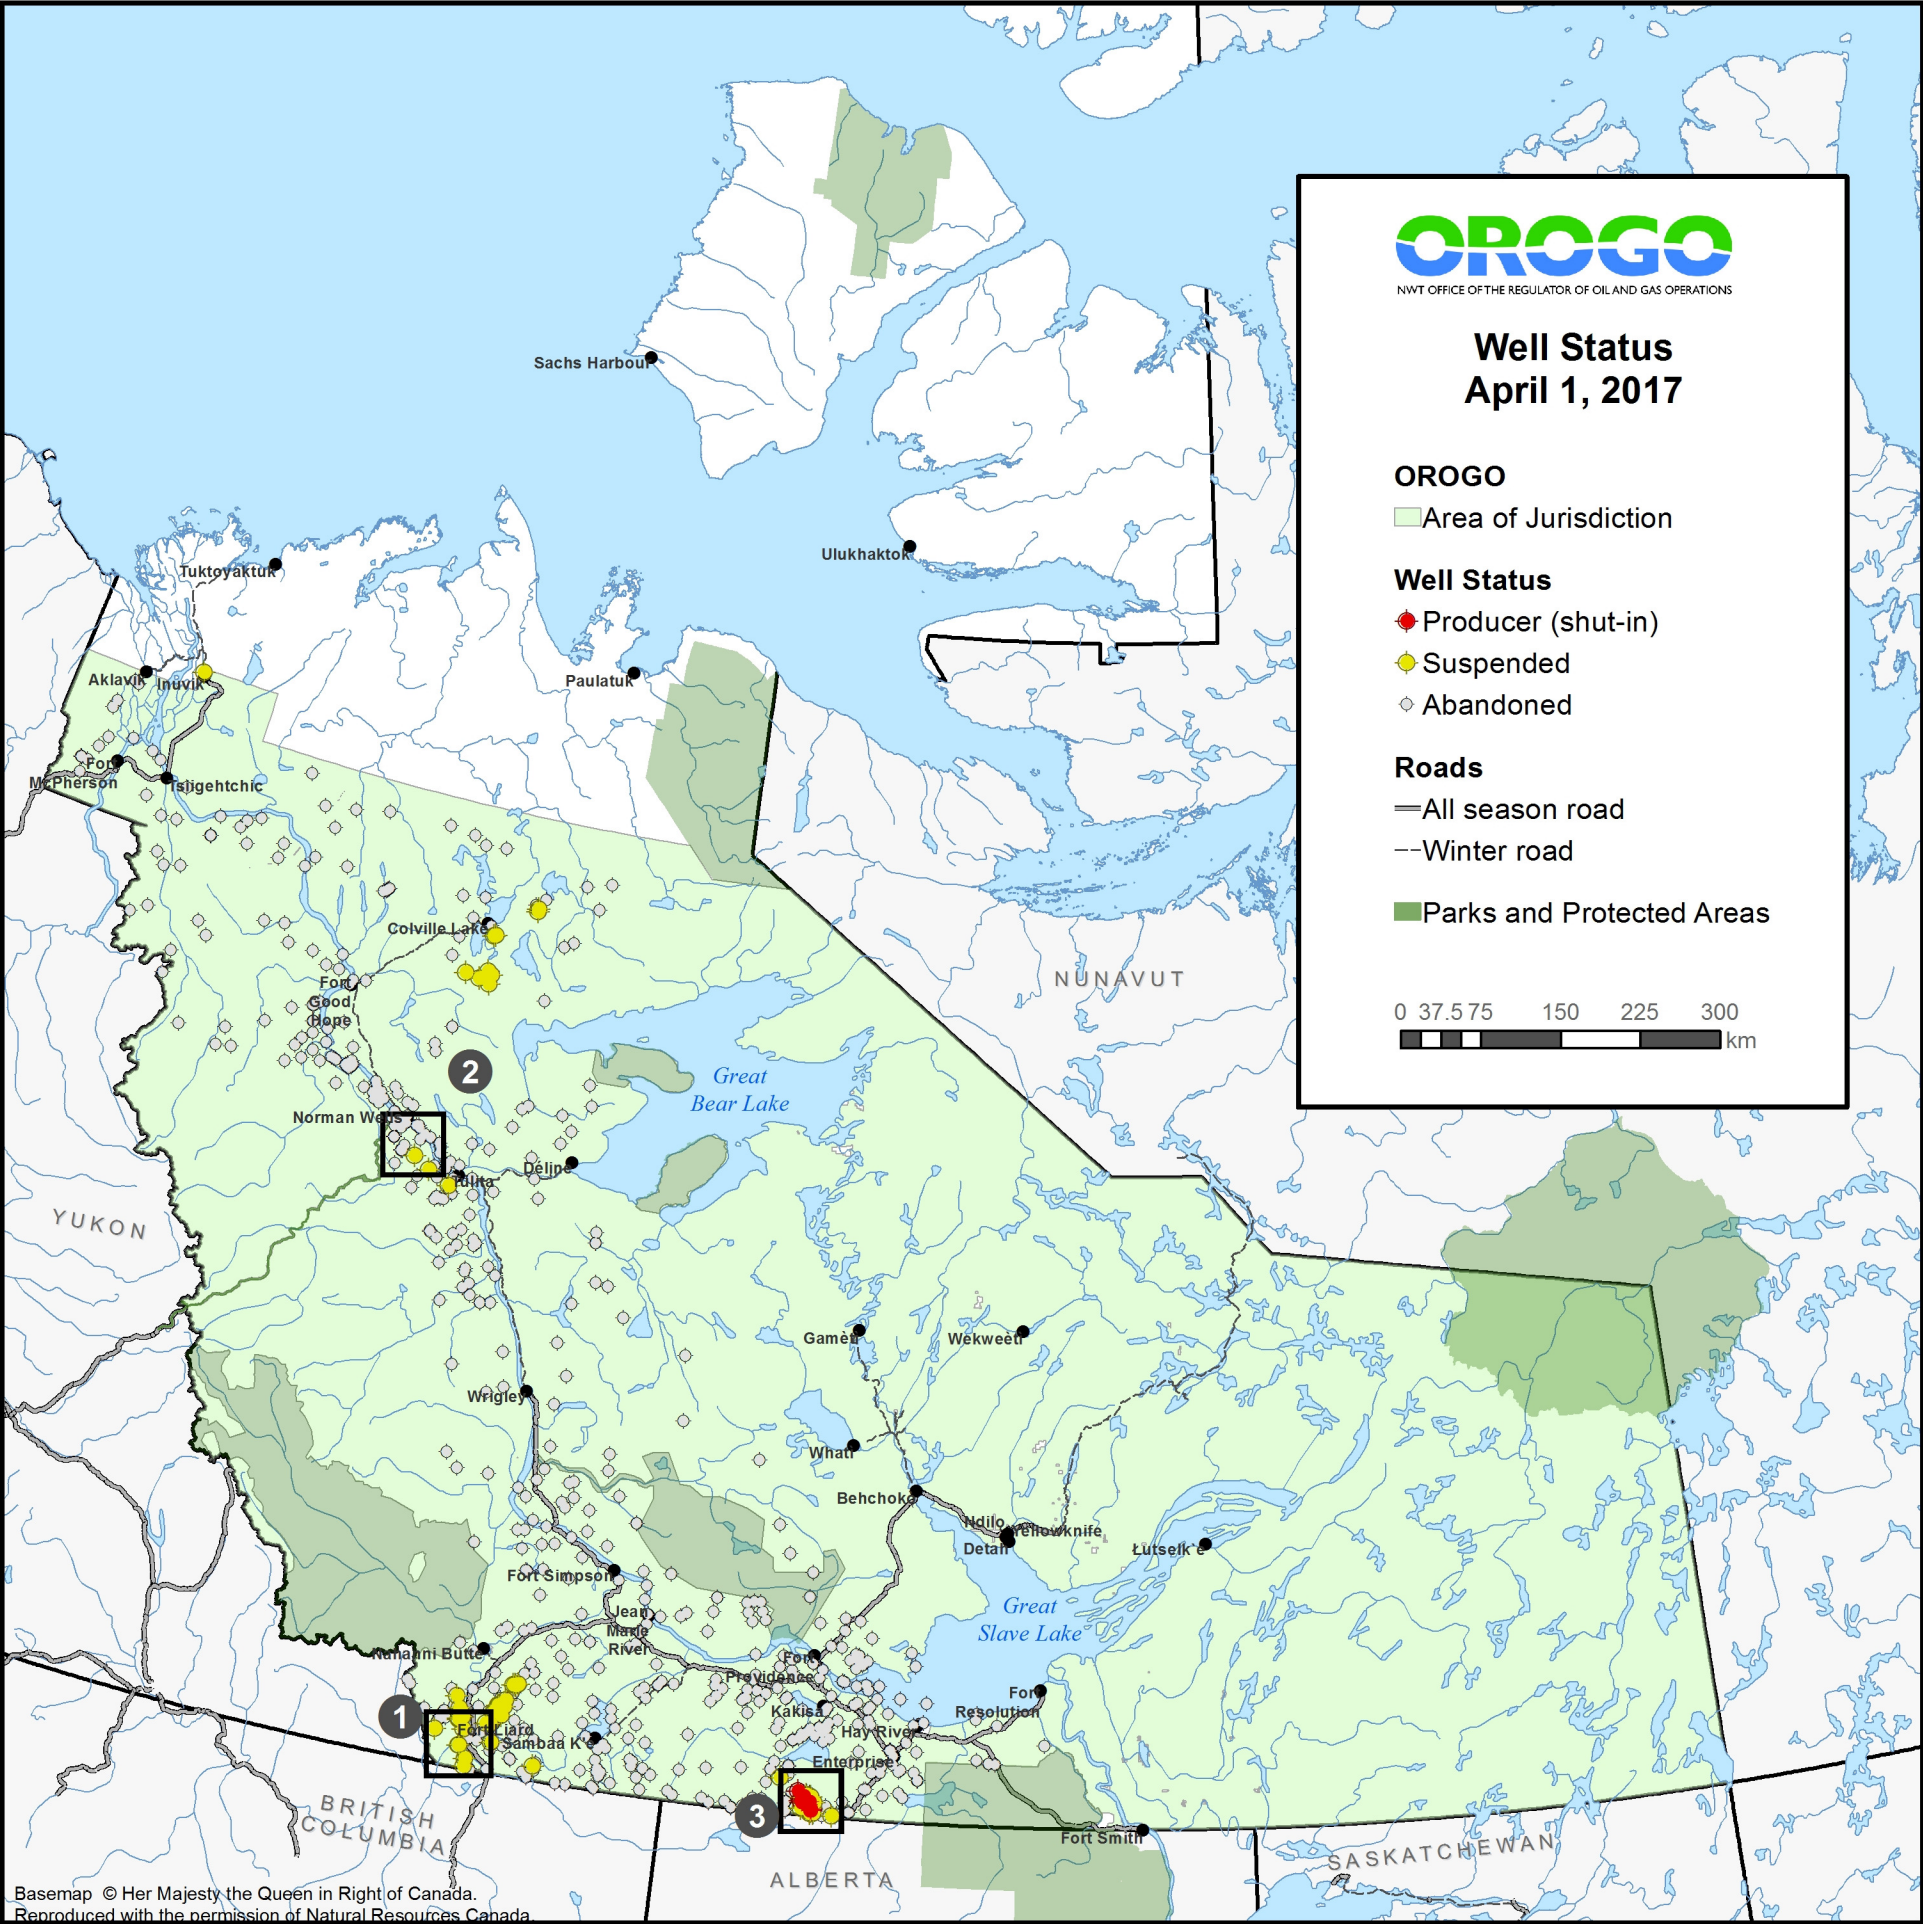 OROGO
NWT OFFICE OF THE REGULATOR OF OIL AND GAS OPERATIONS
Well Status
April 1, 2017
OROGO
Area of Jurisdiction
Well Status
Producer (shut-in)
Suspended
Abandoned
Roads
All season road
Winter road
Parks and Protected Areas
0 37.5 75 150 225 300
km
Sachs Harbour
Ulukhaktok
Tuktoyaktuk
Aklavik
Inuvik
Paulatuk
Fort
McPherson
Tsiigehtchic
Colville Lake
NUNAVUT
Fort
Good
Hope
2
Great
Bear Lake
Norman Wells
Déline
Tulita
YUKON
Gamètì
Wekweètì
Wrigley
Whatì
Behchokò
Ndilo
Yellowknife
Detah
Łutselk'e
Fort Simpson
Great
Slave Lake
Jean
Marie
River
Nahanni Butte
Fort
Providence
Fort
Resolution
Kakisa
1
Fort Liard
Sambaa K'e
Hay River
Enterprise
3
Fort Smith
BRITISH
COLUMBIA
ALBERTA
SASKATCHEWAN
Basemap © Her Majesty the Queen in Right of Canada.
Reproduced with the permission of Natural Resources Canada.